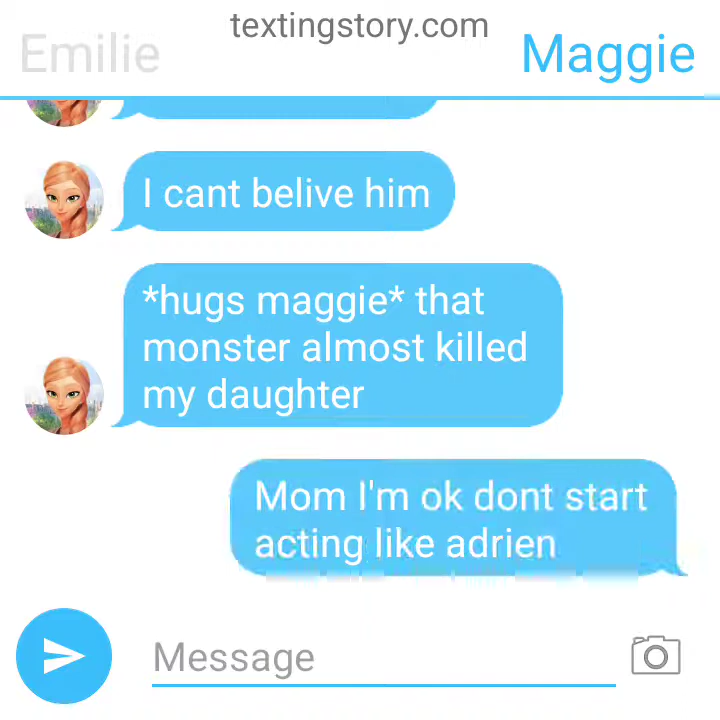 textingstory.com
Emilie
Maggie
I cant belive him
*hugs maggie* that
monster almost killed
my daughter
Mom I'm ok dont start
acting like adrien
Message